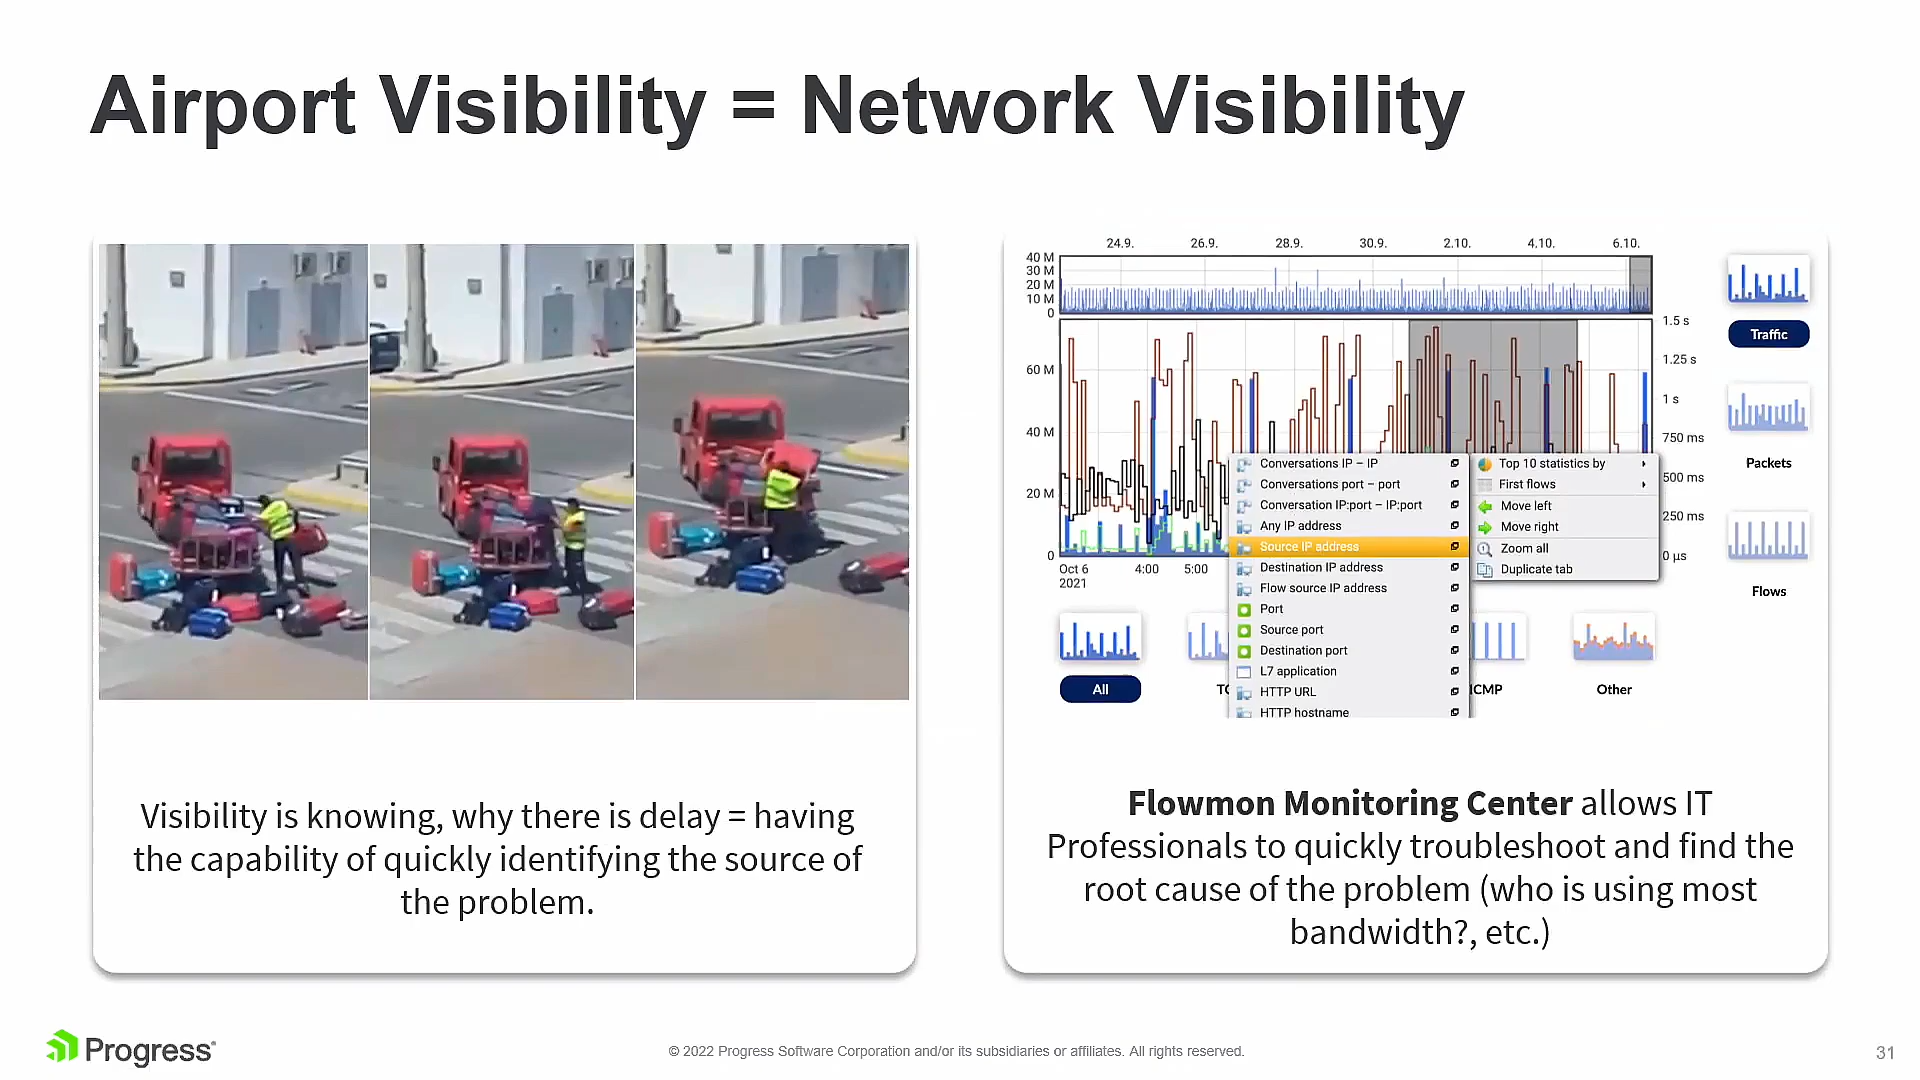 Airport Visibility = Network Visibility
Visibility is knowing, why there is delay = having
the capability of quickly identifying the source of
the problem.
24.9. 26.9. 28.9. 30.9. 2.10. 4.10. 6.10.
40 M
30 M
20 M
10 M
0
60 M
40 M
20 M
0
1.5 s
1.25 s
1 s
750 ms
500 ms
250 ms
0 µs
Oct 6 4:00 5:00
2021
Conversations IP – IP
Conversations port – port
Conversation IP:port – IP:port
Any IP address
Source IP address
Destination IP address
Flow source IP address
Port
Source port
Destination port
L7 application
HTTP URL
HTTP hostname
Top 10 statistics by
First flows
Move left
Move right
Zoom all
Duplicate tab
Traffic
Packets
Flows
All
ICMP
Other
Flowmon Monitoring Center allows IT
Professionals to quickly troubleshoot and find the
root cause of the problem (who is using most
bandwidth?, etc.)
Progress
© 2022 Progress Software Corporation and/or its subsidiaries or affiliates. All rights reserved.
31